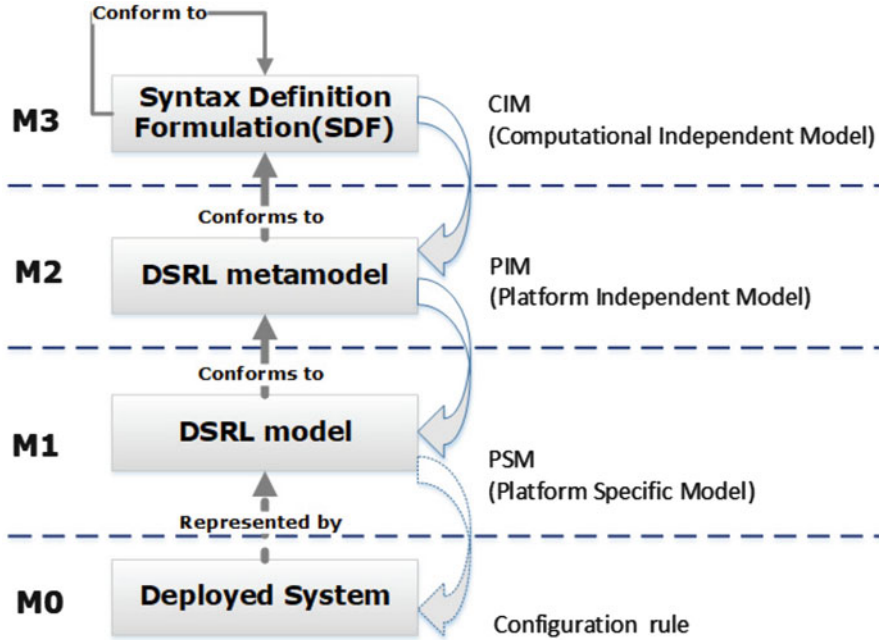 Conform to
M3
Syntax Definition
Formulation(SDF)
CIM
(Computational Independent Model)
Conforms to
M2
DSRL metamodel
PIM
(Platform Independent Model)
Conforms to
M1
DSRL model
PSM
(Platform Specific Model)
Represented by
M0
Deployed System
Configuration rule